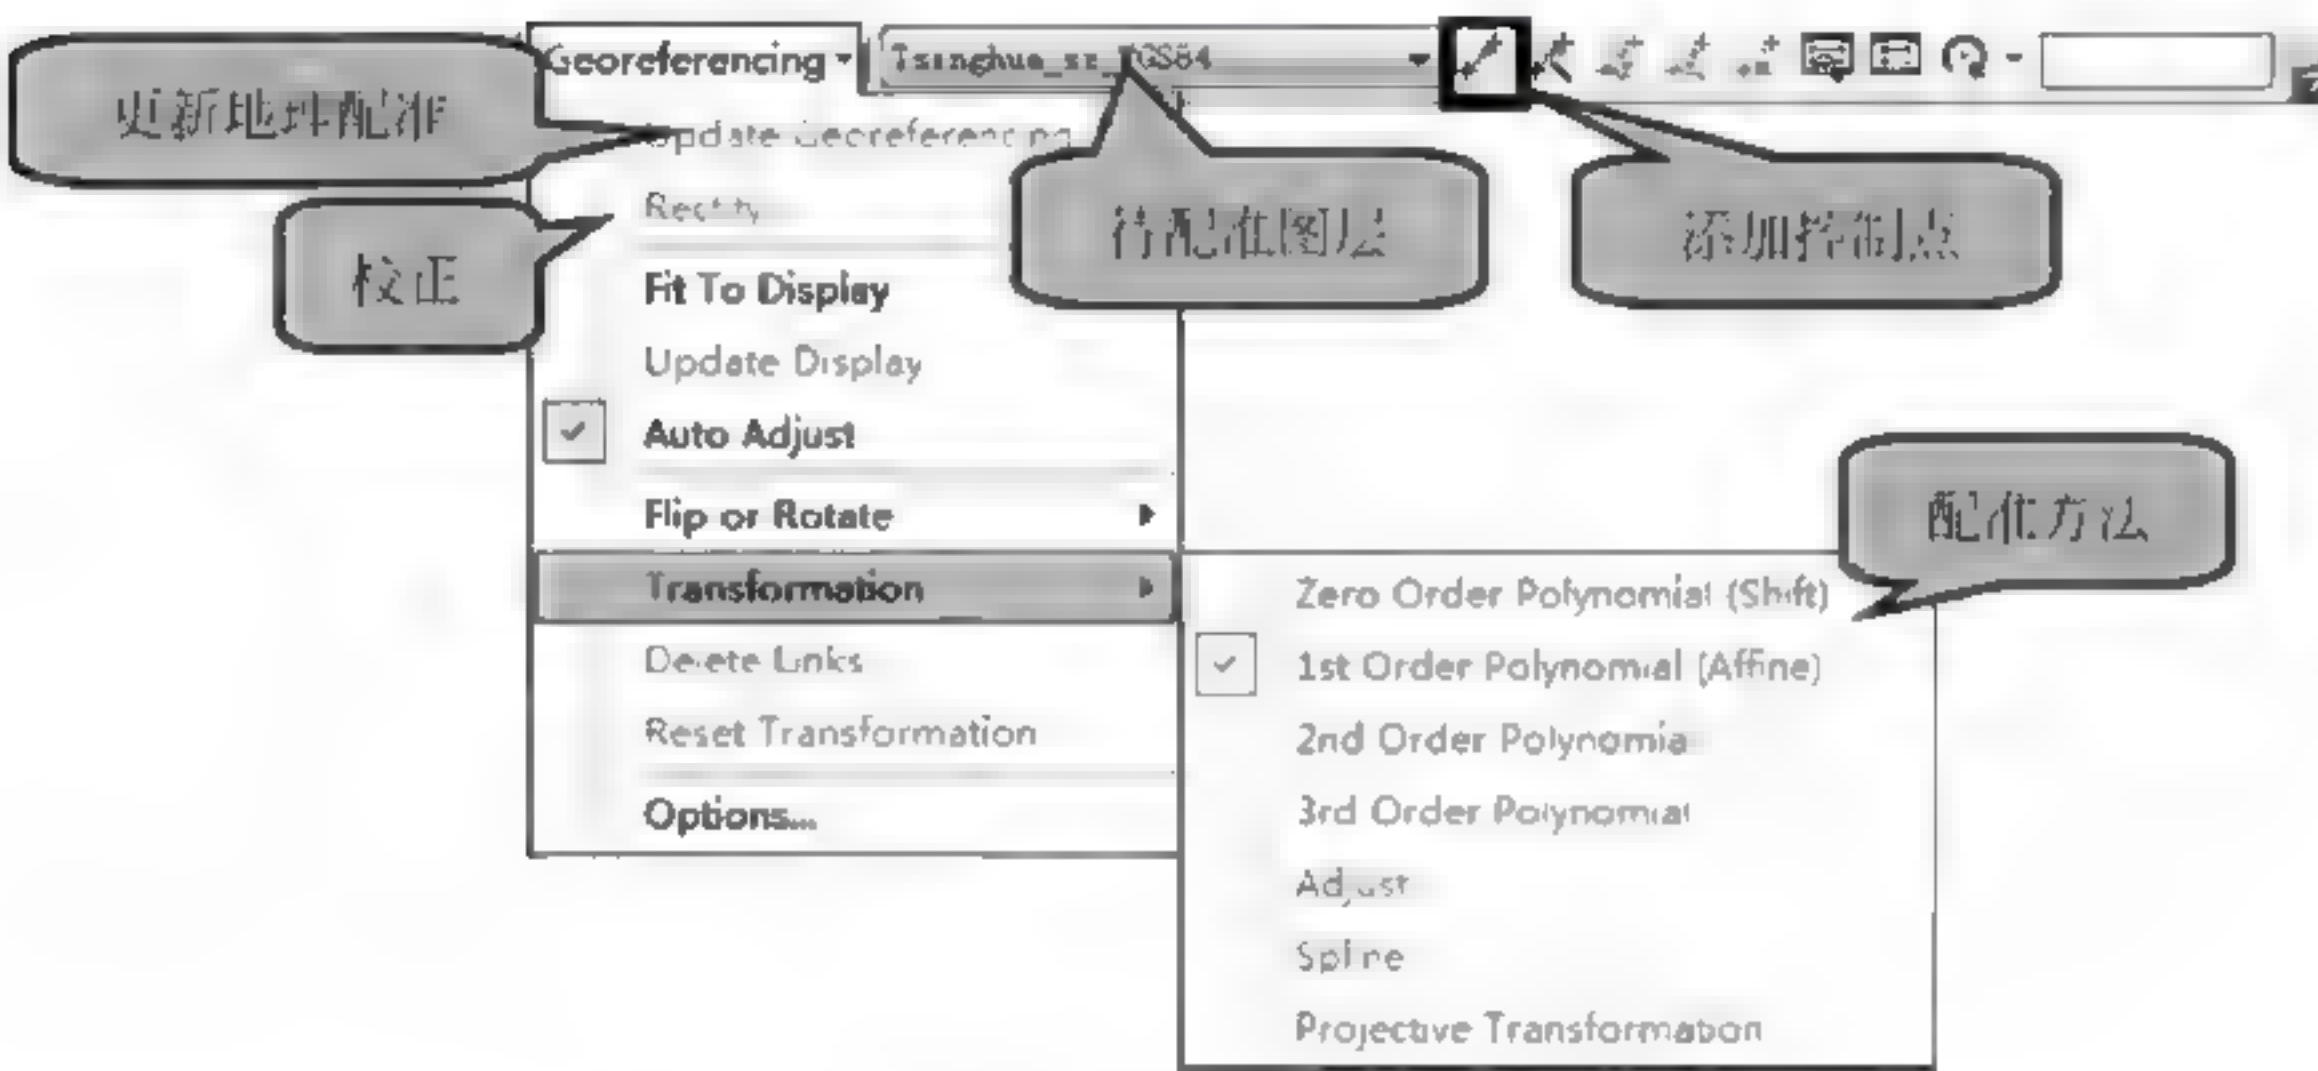 Georeferencing
更新地理配准
Update Georeferencing
校正
Rectify
待配准图层
添加控制点
Fit To Display
Update Display
Auto Adjust
Flip or Rotate
配准方法
Transformation
Zero Order Polynomial (Shift)
1st Order Polynomial (Affine)
Delete Links
2nd Order Polynomia
Reset Transformation
3rd Order Polynomial
Options...
Adjust
Spline
Projective Transformation